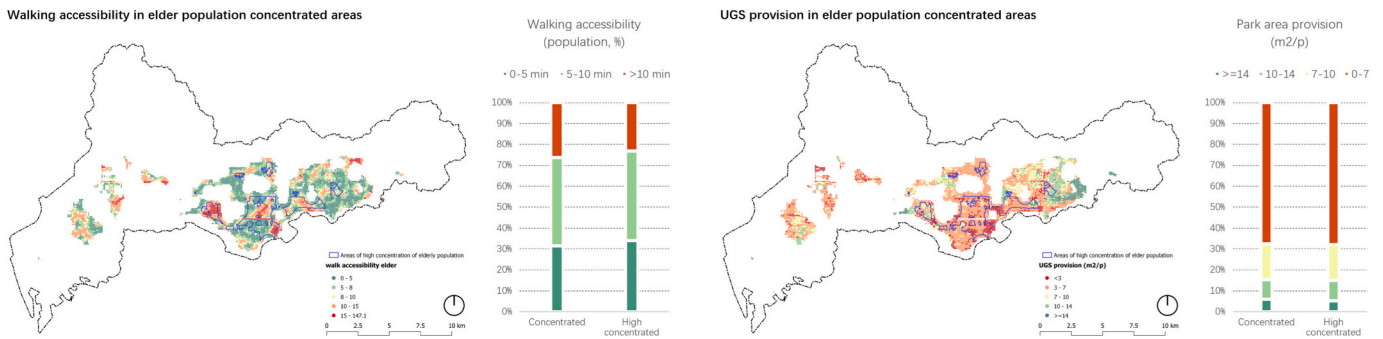 Walking accessibility in elder population concentrated areas
Areas of high concentration of elderly population
walk accessibility elder
0 - 5
5 - 8
8 - 10
10 - 15
15 - 147.1
0 2.5 5 7.5 10 km
Walking accessibility
(population, %)
0-5 min 5-10 min >10 min
100%
90%
80%
70%
60%
50%
40%
30%
20%
10%
0%
Concentrated High
concentrated
UGS provision in elder population concentrated areas
Areas of high concentration of elder population
UGS provision (m2/p)
<3
3 - 7
7 - 10
10 - 14
>=14
0 2.5 5 7.5 10 km
Park area provision
(m2/p)
>=14 10-14 7-10 0-7
100%
90%
80%
70%
60%
50%
40%
30%
20%
10%
0%
Concentrated High
concentrated